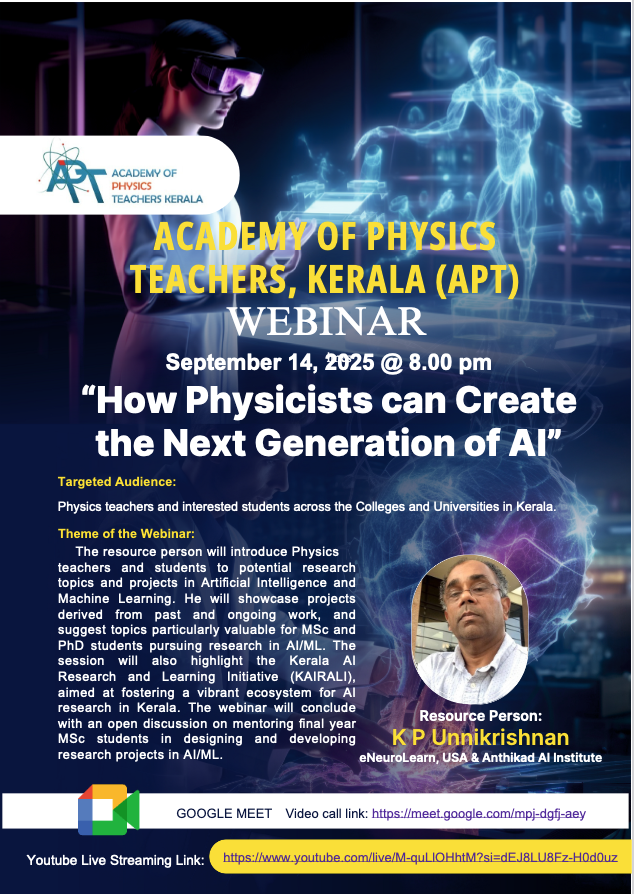 APT
ACADEMY OF
PHYSICS
TEACHERS KERALA
ACADEMY OF PHYSICS
TEACHERS, KERALA (APT)
WEBINAR
September 14, 2025 @ 8.00 pm
“How Physicists can Create
the Next Generation of AI”
Targeted Audience:
Physics teachers and interested students across the Colleges and Universities in Kerala.
Theme of the Webinar:
The resource person will introduce Physics
teachers and students to potential research
topics and projects in Artificial Intelligence and
Machine Learning. He will showcase projects
derived from past and ongoing work, and
suggest topics particularly valuable for MSc and
PhD students pursuing research in AI/ML. The
session will also highlight the Kerala AI
Research and Learning Initiative (KAIRALI),
aimed at fostering a vibrant ecosystem for AI
research in Kerala. The webinar will conclude
with an open discussion on mentoring final year
MSc students in designing and developing
research projects in AI/ML.
Resource Person:
K P Unnikrishnan
eNeuroLearn, USA & Anthikad AI Institute
GOOGLE MEET Video call link: https://meet.google.com/mpj-dgfj-aey
Youtube Live Streaming Link: https://www.youtube.com/live/M-quLlOHhtM?si=dEJ8LU8Fz-H0d0uz